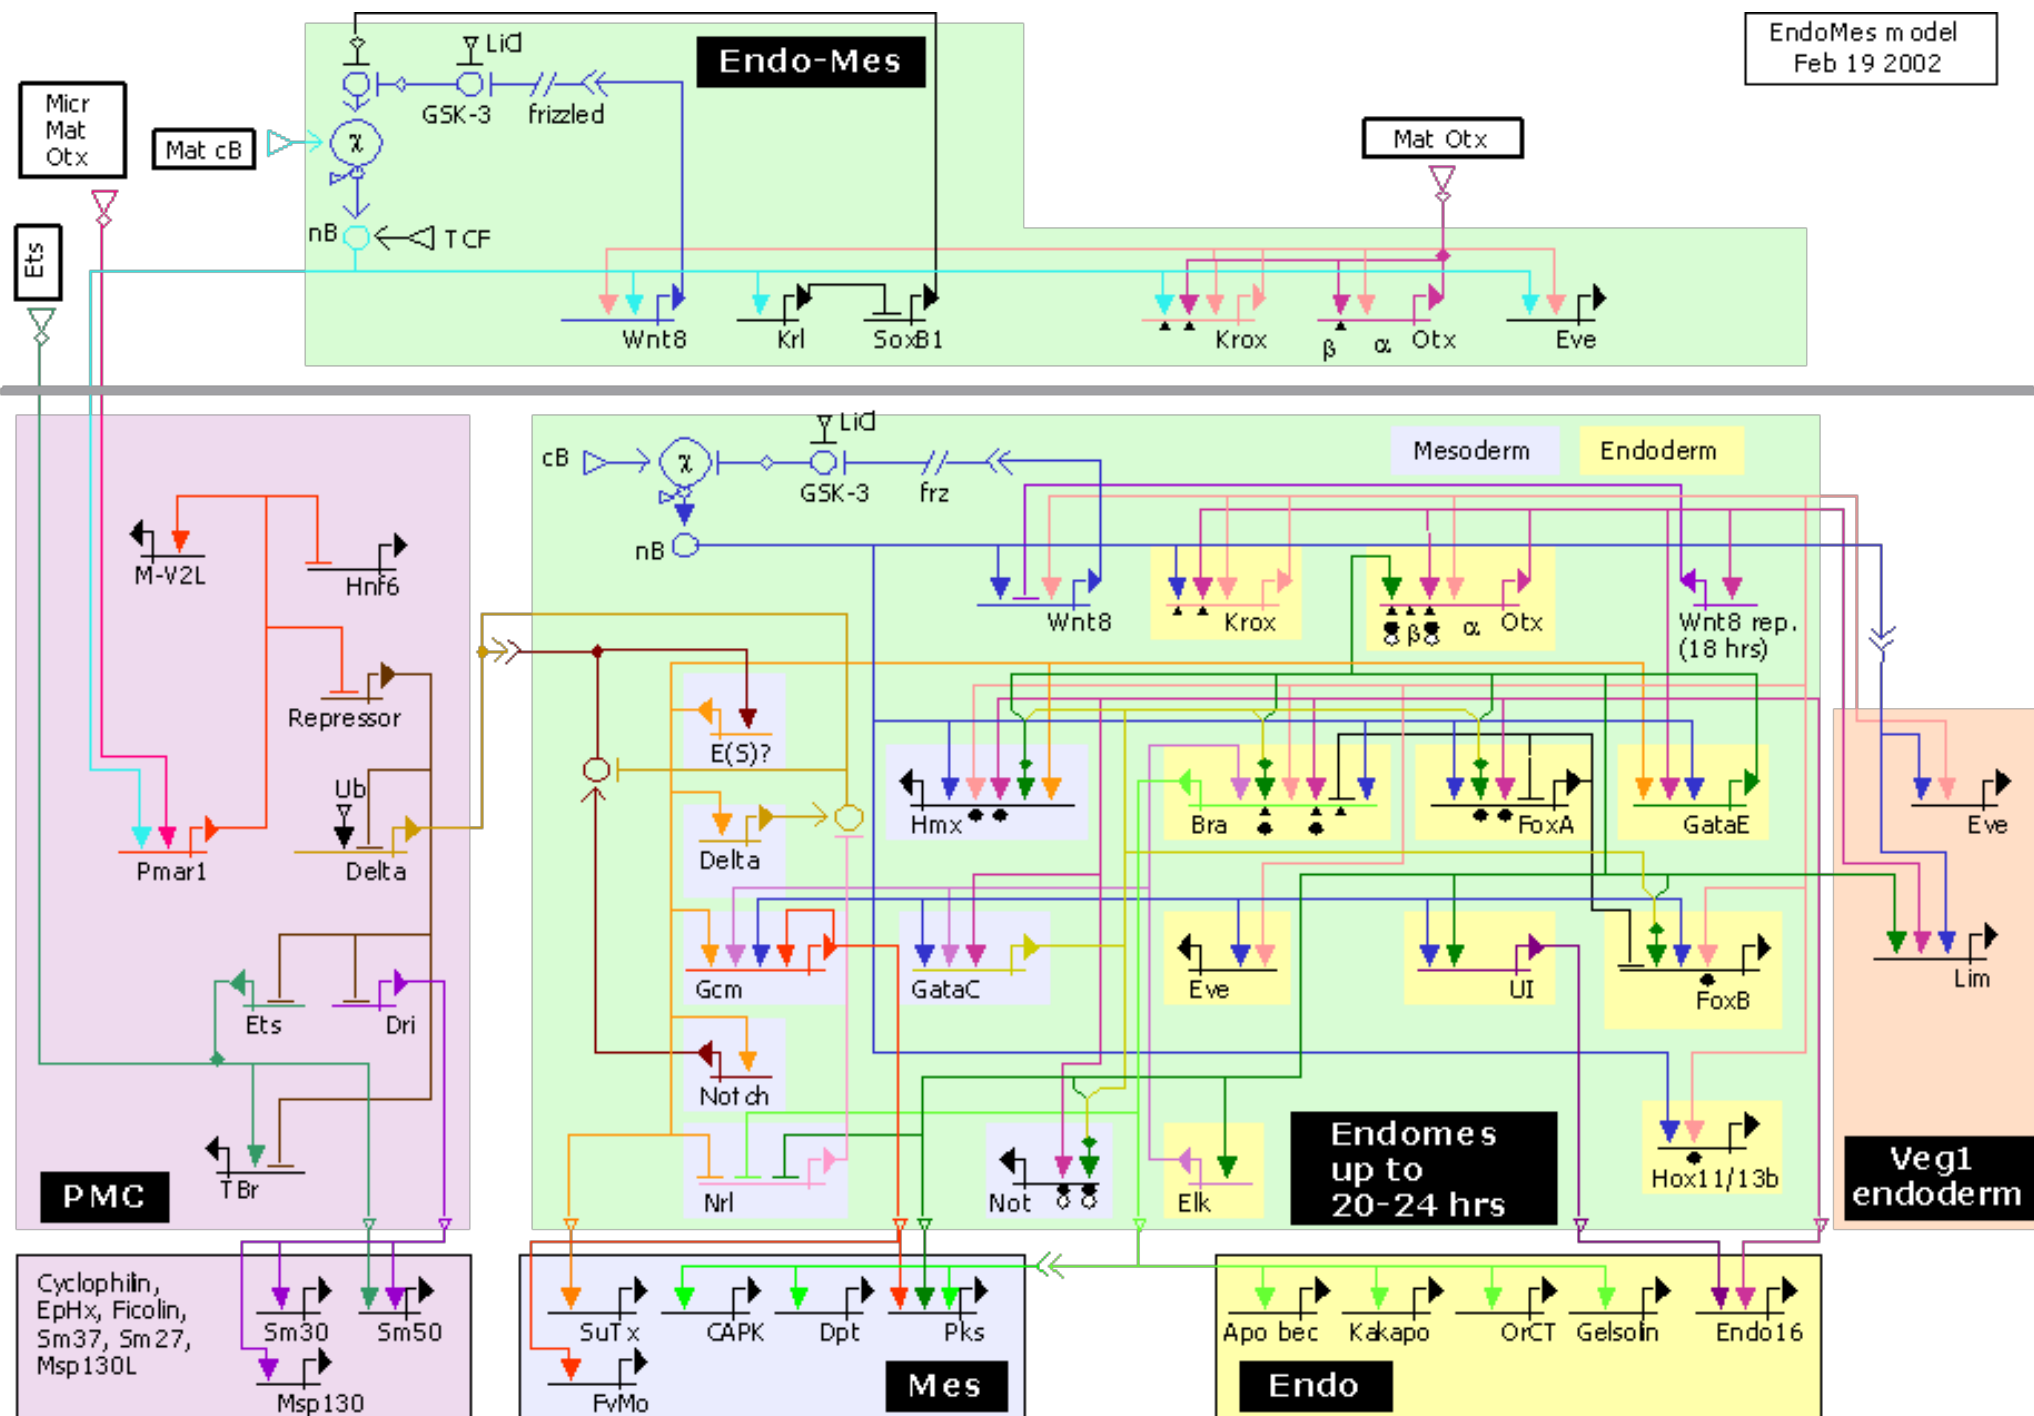 EndoMes model
Feb 19 2002
Endo-Mes
LiCl
GSK-3
frizzled
Micr
Mat
Otx
Mat cB
χ
Mat Otx
Ets
nB
TCF
Wnt8
Krl
SoxB1
Krox
β
α
Otx
Eve
LiCl
cB
χ
GSK-3
frz
nB
Mesoderm
Endoderm
M-V2L
Hnf6
Wnt8
Krox
β
α
Otx
Wnt8 rep.
(18 hrs)
Repressor
E(S)?
Ub
Pmar1
Delta
Delta
Hmx
Bra
FoxA
GataE
Eve
Gcm
GataC
Eve
UI
FoxB
Lim
Ets
Dri
Notch
TBr
Nrl
Not
Elk
Hox11/13b
PMC
Endomes
up to
20-24 hrs
Veg1
endoderm
Cyclophilin,
EpHx, Ficolin,
Sm37, Sm27,
Msp130L
Sm30
Sm50
Msp130
SuTx
CAPK
Dpt
Pks
FvMo
Mes
Apo bec
Kakapo
OrCT
Gelsolin
Endo16
Endo